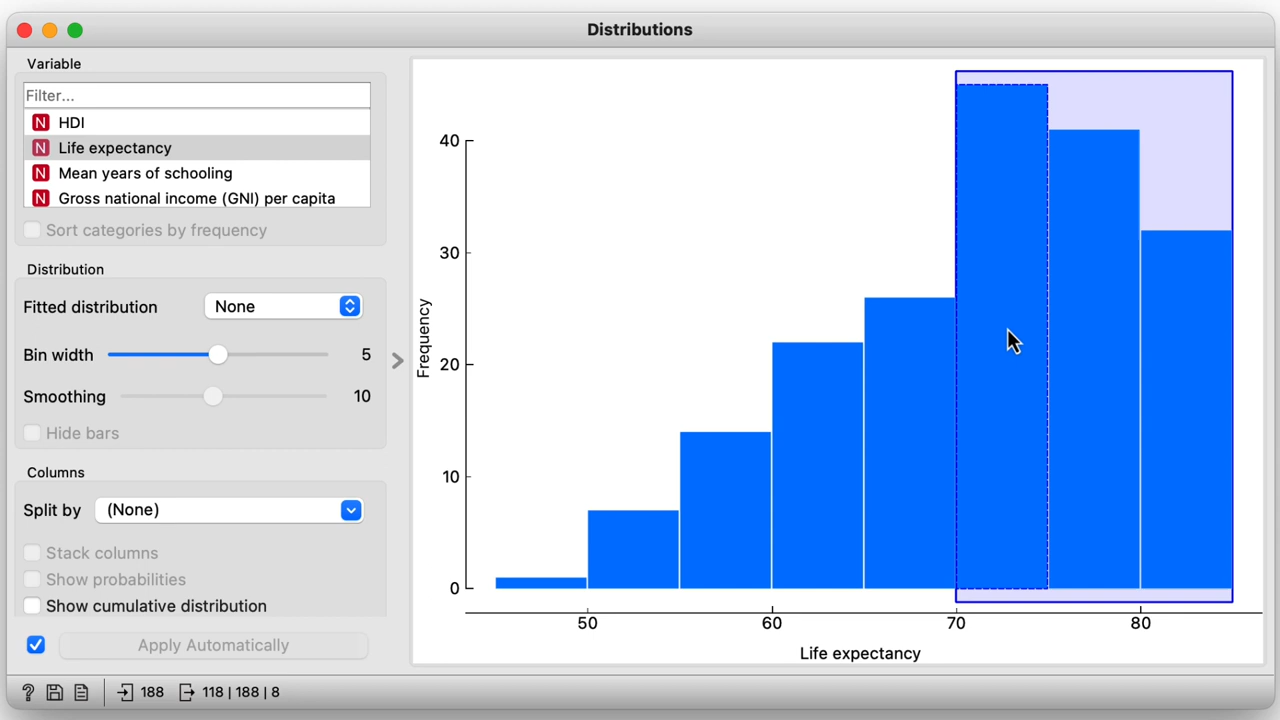 Distributions
Variable
Filter...
N HDI
N Life expectancy
N Mean years of schooling
N Gross national income (GNI) per capita
Sort categories by frequency
Distribution
Fitted distribution None
Bin width 5
Smoothing 10
Hide bars
Columns
Split by (None)
Stack columns
Show probabilities
Show cumulative distribution
Apply Automatically
? 188 118 | 188 | 8
Frequency
40
30
20
10
0
50 60 70 80
Life expectancy